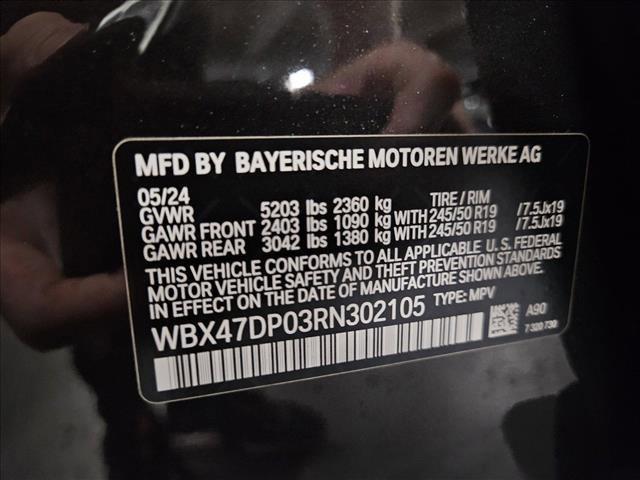 MFD BY BAYERISCHE MOTOREN WERKE AG
05/24 TIRE / RIM
GVWR 5203 lbs 2360 kg
GAWR FRONT 2403 lbs 1090 kg WITH 245/50 R19 /7.5Jx19
GAWR REAR 3042 lbs 1380 kg WITH 245/50 R19 /7.5Jx19
THIS VEHICLE CONFORMS TO ALL APPLICABLE U.S. FEDERAL
MOTOR VEHICLE SAFETY AND THEFT PREVENTION STANDARDS
IN EFFECT ON THE DATE OF MANUFACTURE SHOWN ABOVE.
WBX47DP03RN302105 TYPE: MPV
A90
7 320 730